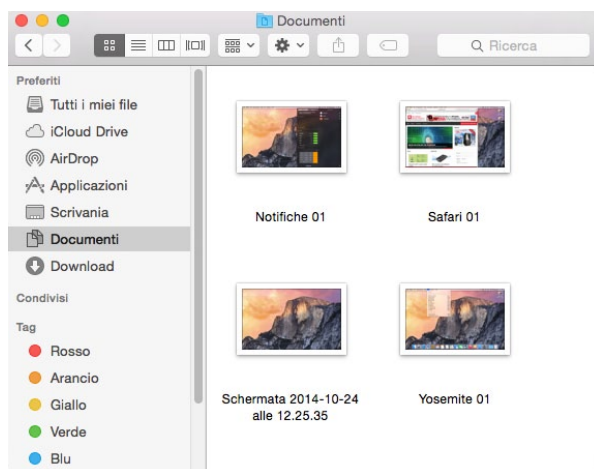 Documenti
Ricerca
Preferiti
Tutti i miei file
iCloud Drive
AirDrop
Applicazioni
Scrivania
Documenti
Download
Condivisi
Tag
Rosso
Arancio
Giallo
Verde
Blu
Notifiche 01
Safari 01
Schermata 2014-10-24
alle 12.25.35
Yosemite 01